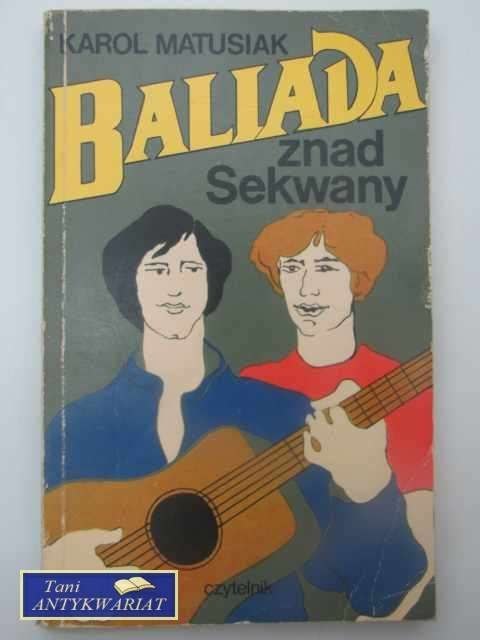 KAROL MATUSIAK
BALLADA
znad
Sekwany
czytelnik
Tani
ANTYKWARIAT